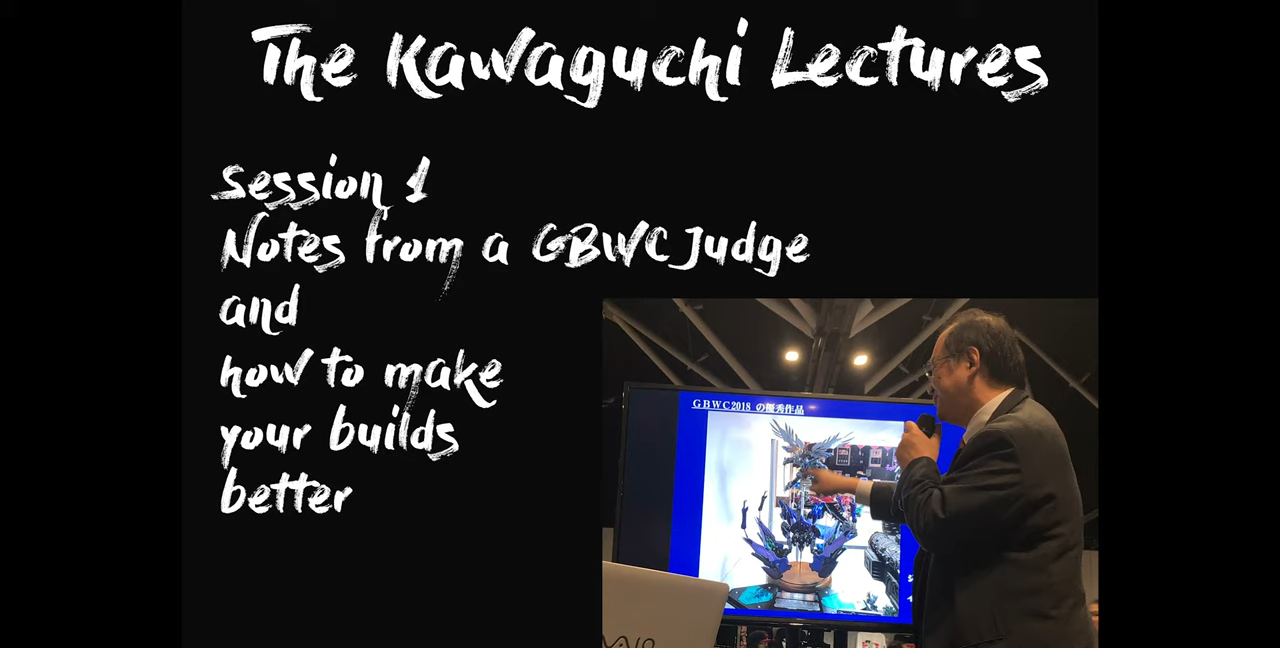 The Kawaguchi Lectures
Session 1
Notes from a GBWC Judge
and
how to make
your builds
better
GBWC2018 の優秀作品
VAIO